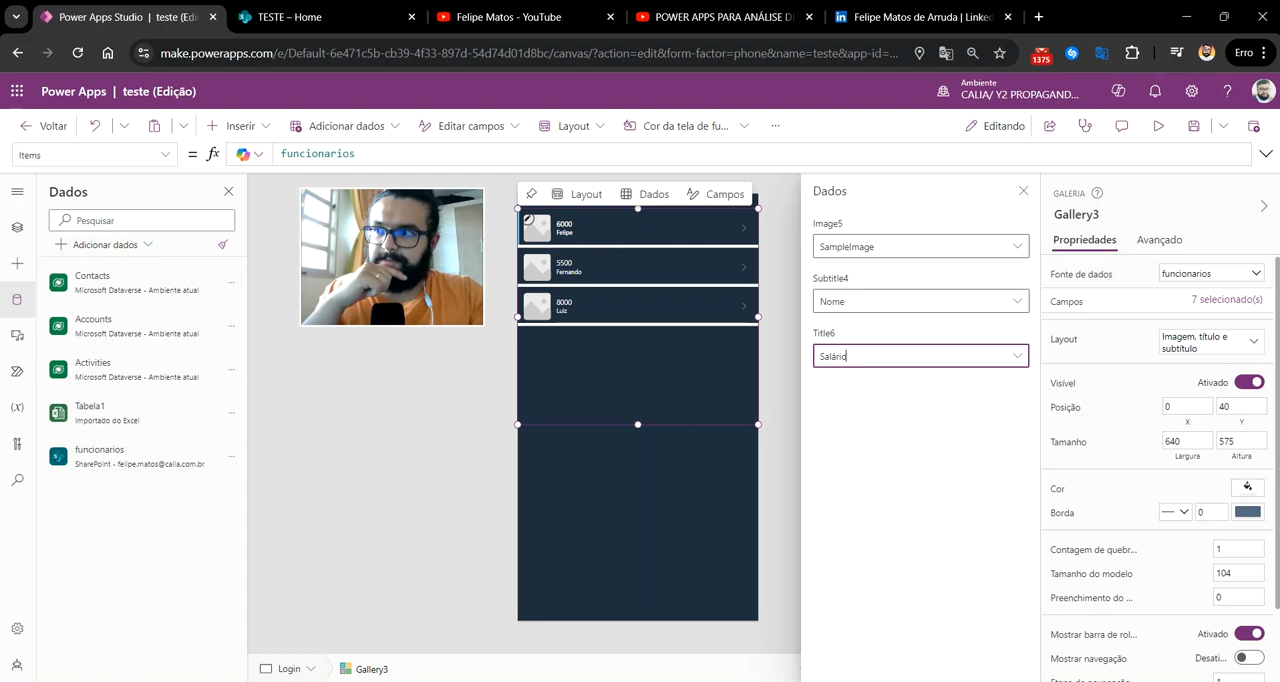 Power Apps Studio | teste (Edic
TESTE – Home
Felipe Matos - YouTube
POWER APPS PARA ANÁLISE DE
Felipe Matos de Arruda | Linked
make.powerapps.com/e/Default-6e471c5b-cb39-4f33-897d-54d74d01d8bc/canvas/?action=edit&form-factor=phone&name=teste&app-id=...
1375
Erro
Power Apps | teste (Edição)
Ambiente
CALIA/ Y2 PROPAGAND...
Voltar
Inserir
Adicionar dados
Editar campos
Layout
Cor da tela de fu...
Editando
Items
= fx
funcionarios
Dados
Pesquisar
Adicionar dados
Contacts
Microsoft Dataverse - Ambiente atual
Accounts
Microsoft Dataverse - Ambiente atual
Activities
Microsoft Dataverse - Ambiente atual
Tabela1
Importado do Excel
funcionarios
SharePoint - felipe.matos@calia.com.br
Layout
Dados
Campos
6000
Felipe
5500
Fernando
8000
Luiz
Dados
Image5
SampleImage
Subtitle4
Nome
Title6
Salário
GALERIA
Gallery3
Propriedades
Avançado
Fonte de dados
funcionarios
Campos
7 selecionado(s)
Layout
Imagem, título e
subtítulo
Visível
Ativado
Posição
0
40
X
Y
Tamanho
640
575
Largura
Altura
Cor
Borda
0
Contagem de quebr...
1
Tamanho do modelo
104
Preenchimento do ...
0
Mostrar barra de rol...
Ativado
Mostrar navegação
Desati...
1
Login
Gallery3